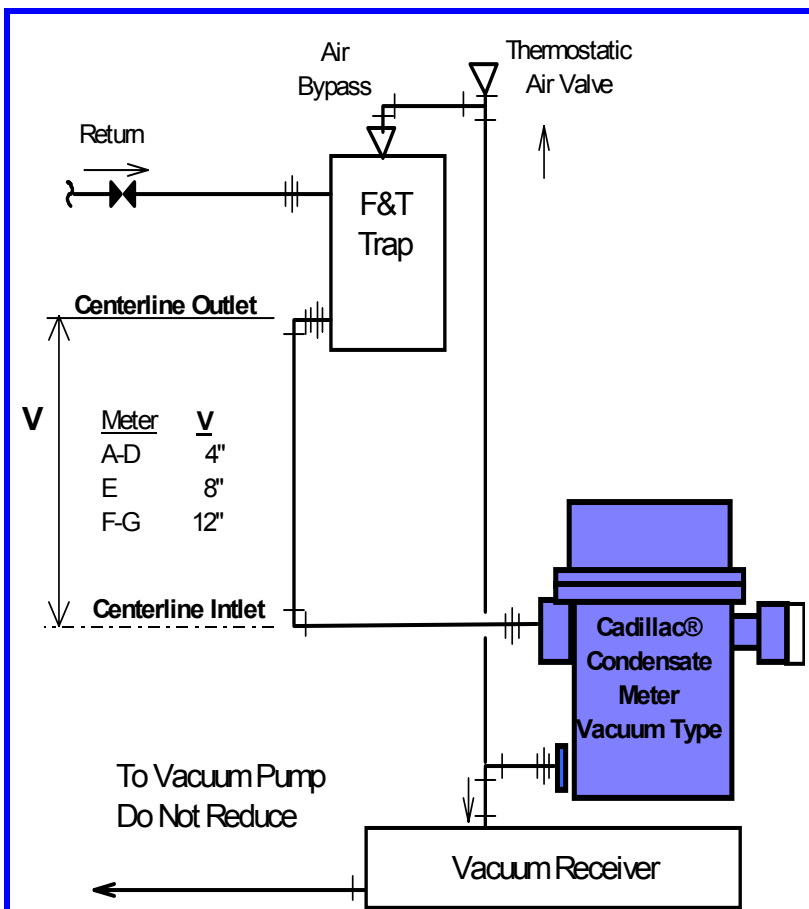 Air
Bypass
Thermostatic
Air Valve
Return
F&T
Trap
Centerline Outlet
V
Meter V
A-D 4"
E 8"
F-G 12"
Centerline Intlet
Cadillac®
Condensate
Meter
Vacuum Type
To Vacuum Pump
Do Not Reduce
Vacuum Receiver